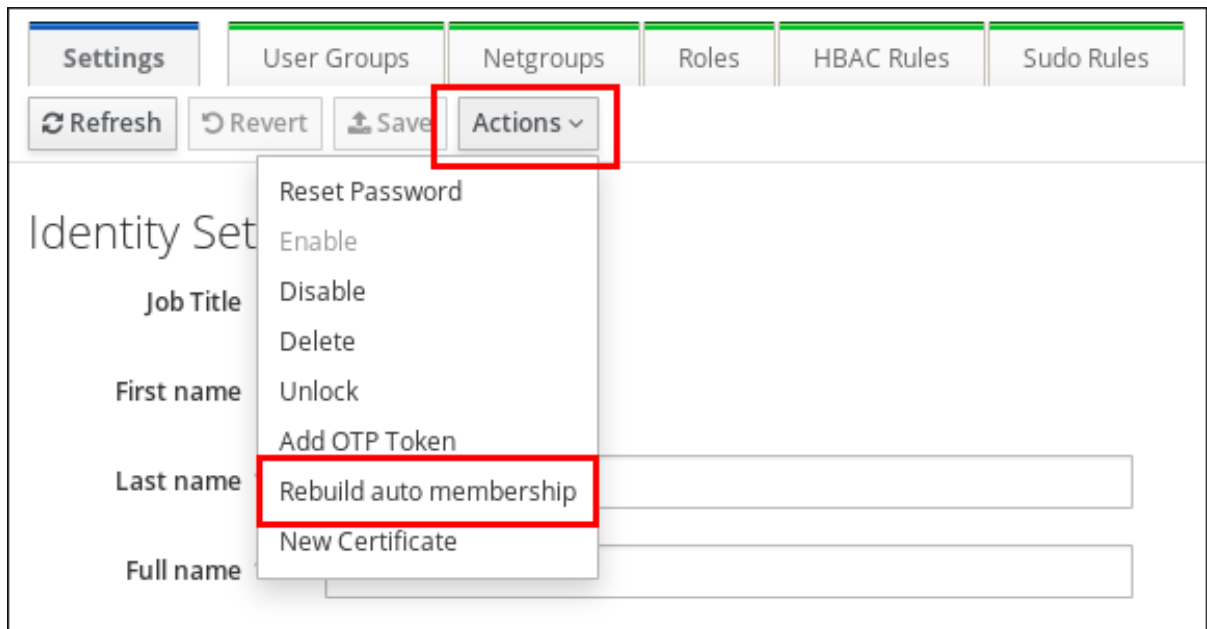 Settings User Groups Netgroups Roles HBAC Rules Sudo Rules
Refresh Revert Save Actions
Reset Password
Identity Set
Enable
Job Title
Disable
Delete
First name
Unlock
Add OTP Token
Last name
Rebuild auto membership
New Certificate
Full name